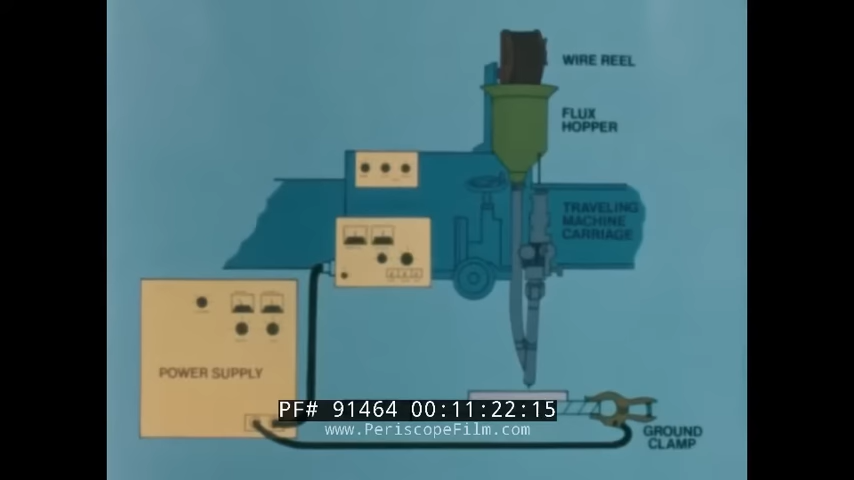 WIRE REEL
FLUX
HOPPER
TRAVELING
MACHINE
CARRIAGE
POWER SUPPLY
PF# 91464 00:11:22:15
www.PeriscopeFilm.com
GROUND
CLAMP